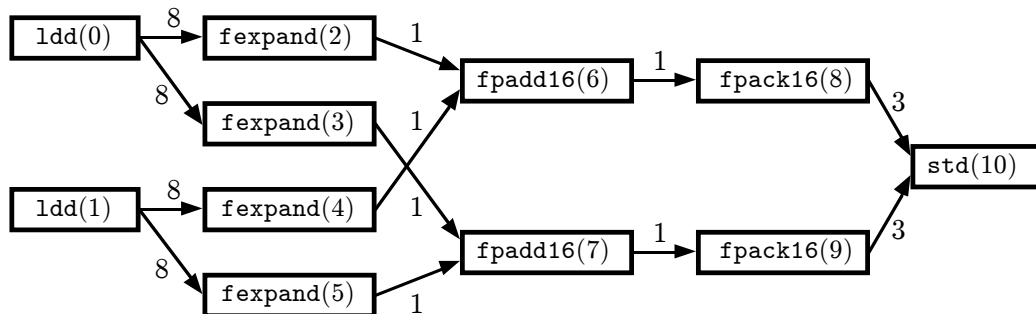 ldd(0)
8
fexpand(2)
1
fpadd16(6)
1
fpack16(8)
8
fexpand(3)
1
3
std(10)
ldd(1)
8
fexpand(4)
1
fpadd16(7)
1
fpack16(9)
3
8
fexpand(5)
1